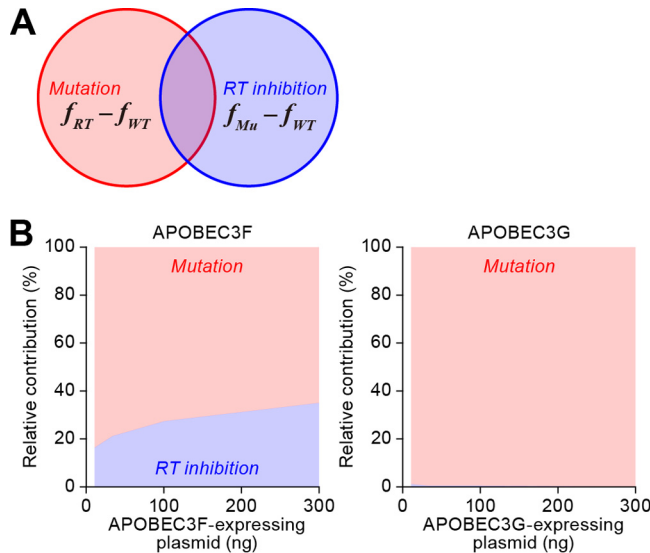 A
Mutation
f_RT – f_WT
RT inhibition
f_Mu – f_WT
B
APOBEC3F
Relative contribution (%)
100
80
60
40
20
0
Mutation
RT inhibition
0
100
200
300
APOBEC3F-expressing
plasmid (ng)
APOBEC3G
Relative contribution (%)
100
80
60
40
20
0
Mutation
0
100
200
300
APOBEC3G-expressing
plasmid (ng)